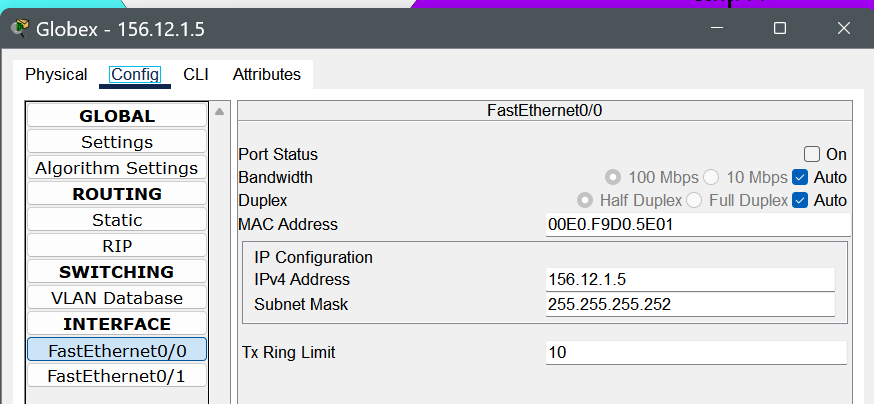 Globex - 156.12.1.5
Physical Config CLI Attributes
GLOBAL
Settings
Algorithm Settings
ROUTING
Static
RIP
SWITCHING
VLAN Database
INTERFACE
FastEthernet0/0
FastEthernet0/1
FastEthernet0/0
Port Status On
Bandwidth 100 Mbps 10 Mbps Auto
Duplex Half Duplex Full Duplex Auto
MAC Address 00E0.F9D0.5E01
IP Configuration
IPv4 Address 156.12.1.5
Subnet Mask 255.255.255.252
Tx Ring Limit 10